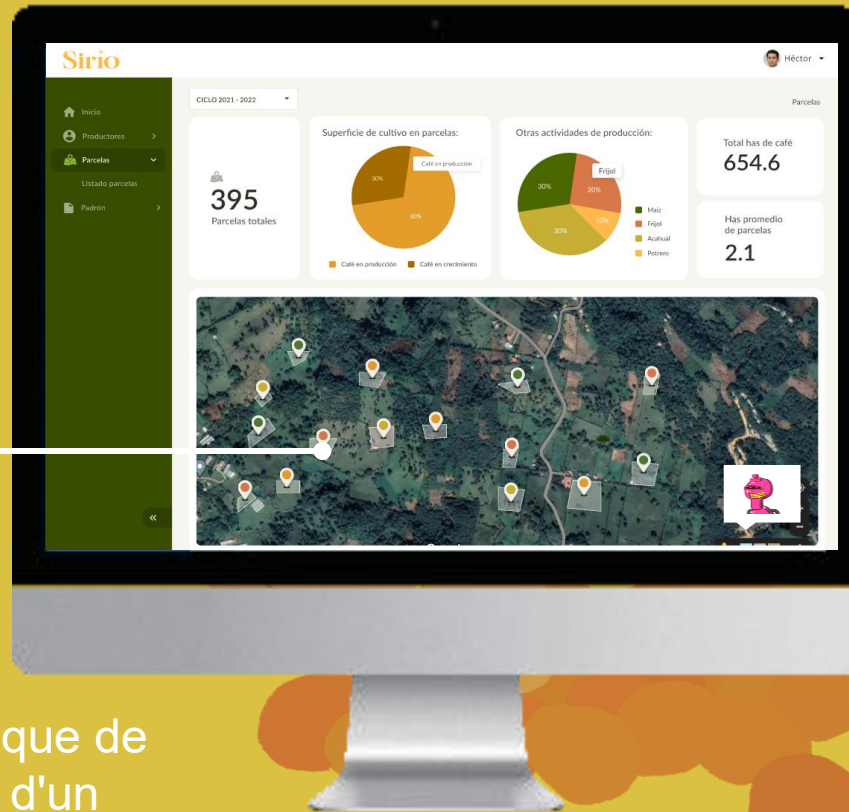 Sirio
Héctor
Inicio
Productores
Parcelas
Listado parcelas
Padrón
CICLO 2021 - 2022
Parcelas
395
Parcelas totales
Superficie de cultivo en parcelas:
Café en producción
30%
60%
Café en producción
Café en crecimiento
Otras actividades de producción:
Frijol
30%
20%
10%
30%
Maíz
Frijol
Acahual
Potrero
Total has de café
654.6
Has promedio
de parcelas
2.1
que de
d'un